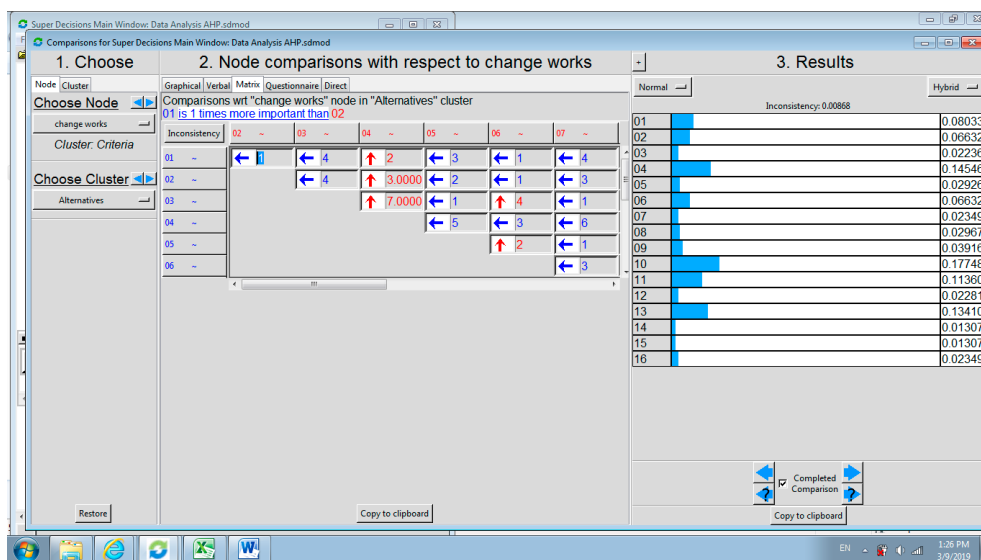 Super Decisions Main Window: Data Analysis AHP.sdmod
Comparisons for Super Decisions Main Window: Data Analysis AHP.sdmod
1. Choose
Node Cluster
Choose Node
change works
Cluster: Criteria
Choose Cluster
Alternatives
Restore
2. Node comparisons with respect to change works
Graphical Verbal Matrix Questionnaire Direct
Comparisons wrt "change works" node in "Alternatives" cluster
01 is 1 times more important than 02
Inconsistency 02 ~ 03 ~ 04 ~ 05 ~ 06 ~ 07 ~
01 ~ 1 4 2 3 1 4
02 ~ 4 3.0000 2 1 3
03 ~ 7.0000 1 4 1
04 ~ 5 3 6
05 ~ 2 1
06 ~ 3
Copy to clipboard
+ 3. Results
Normal Hybrid
Inconsistency: 0.00868
01 0.08033
02 0.06632
03 0.02236
04 0.14546
05 0.02926
06 0.06632
07 0.02349
08 0.02967
09 0.03916
10 0.17748
11 0.11360
12 0.02281
13 0.13410
14 0.01307
15 0.01307
16 0.02349
Completed
Comparison
Copy to clipboard
EN 1:26 PM
3/9/2019